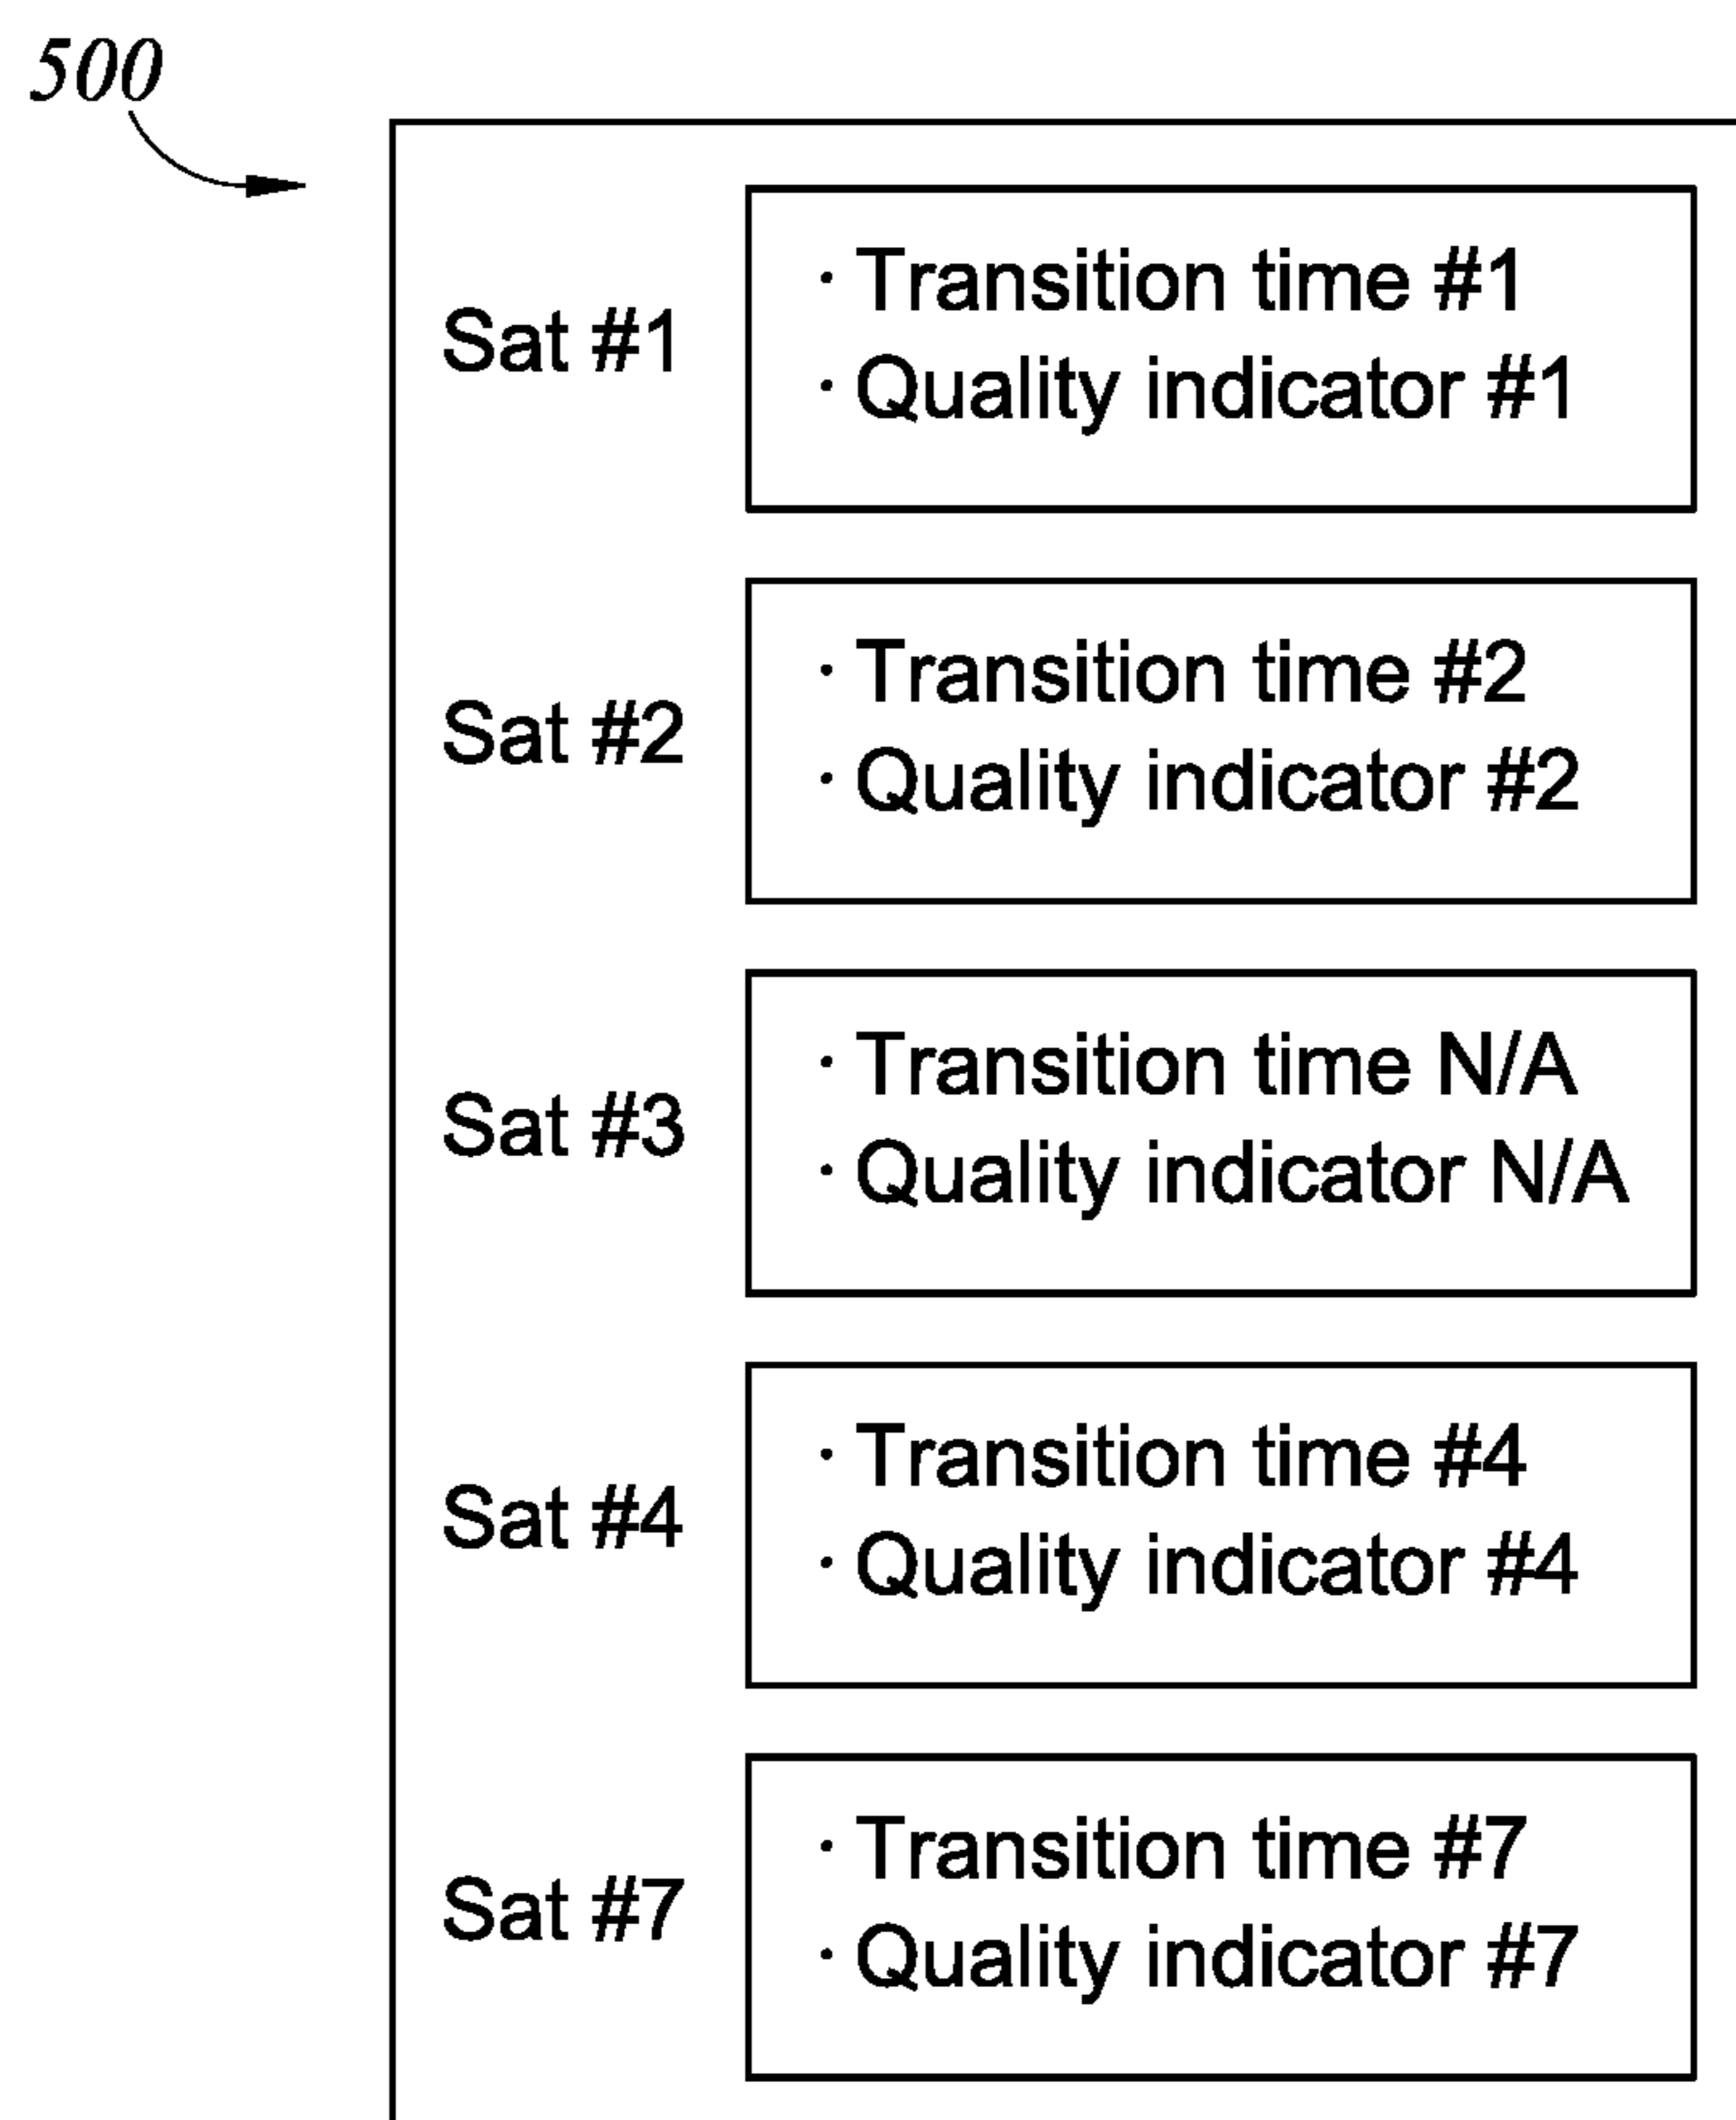 500
Sat #1
· Transition time #1
· Quality indicator #1
Sat #2
· Transition time #2
· Quality indicator #2
Sat #3
· Transition time N/A
· Quality indicator N/A
Sat #4
· Transition time #4
· Quality indicator #4
Sat #7
· Transition time #7
· Quality indicator #7